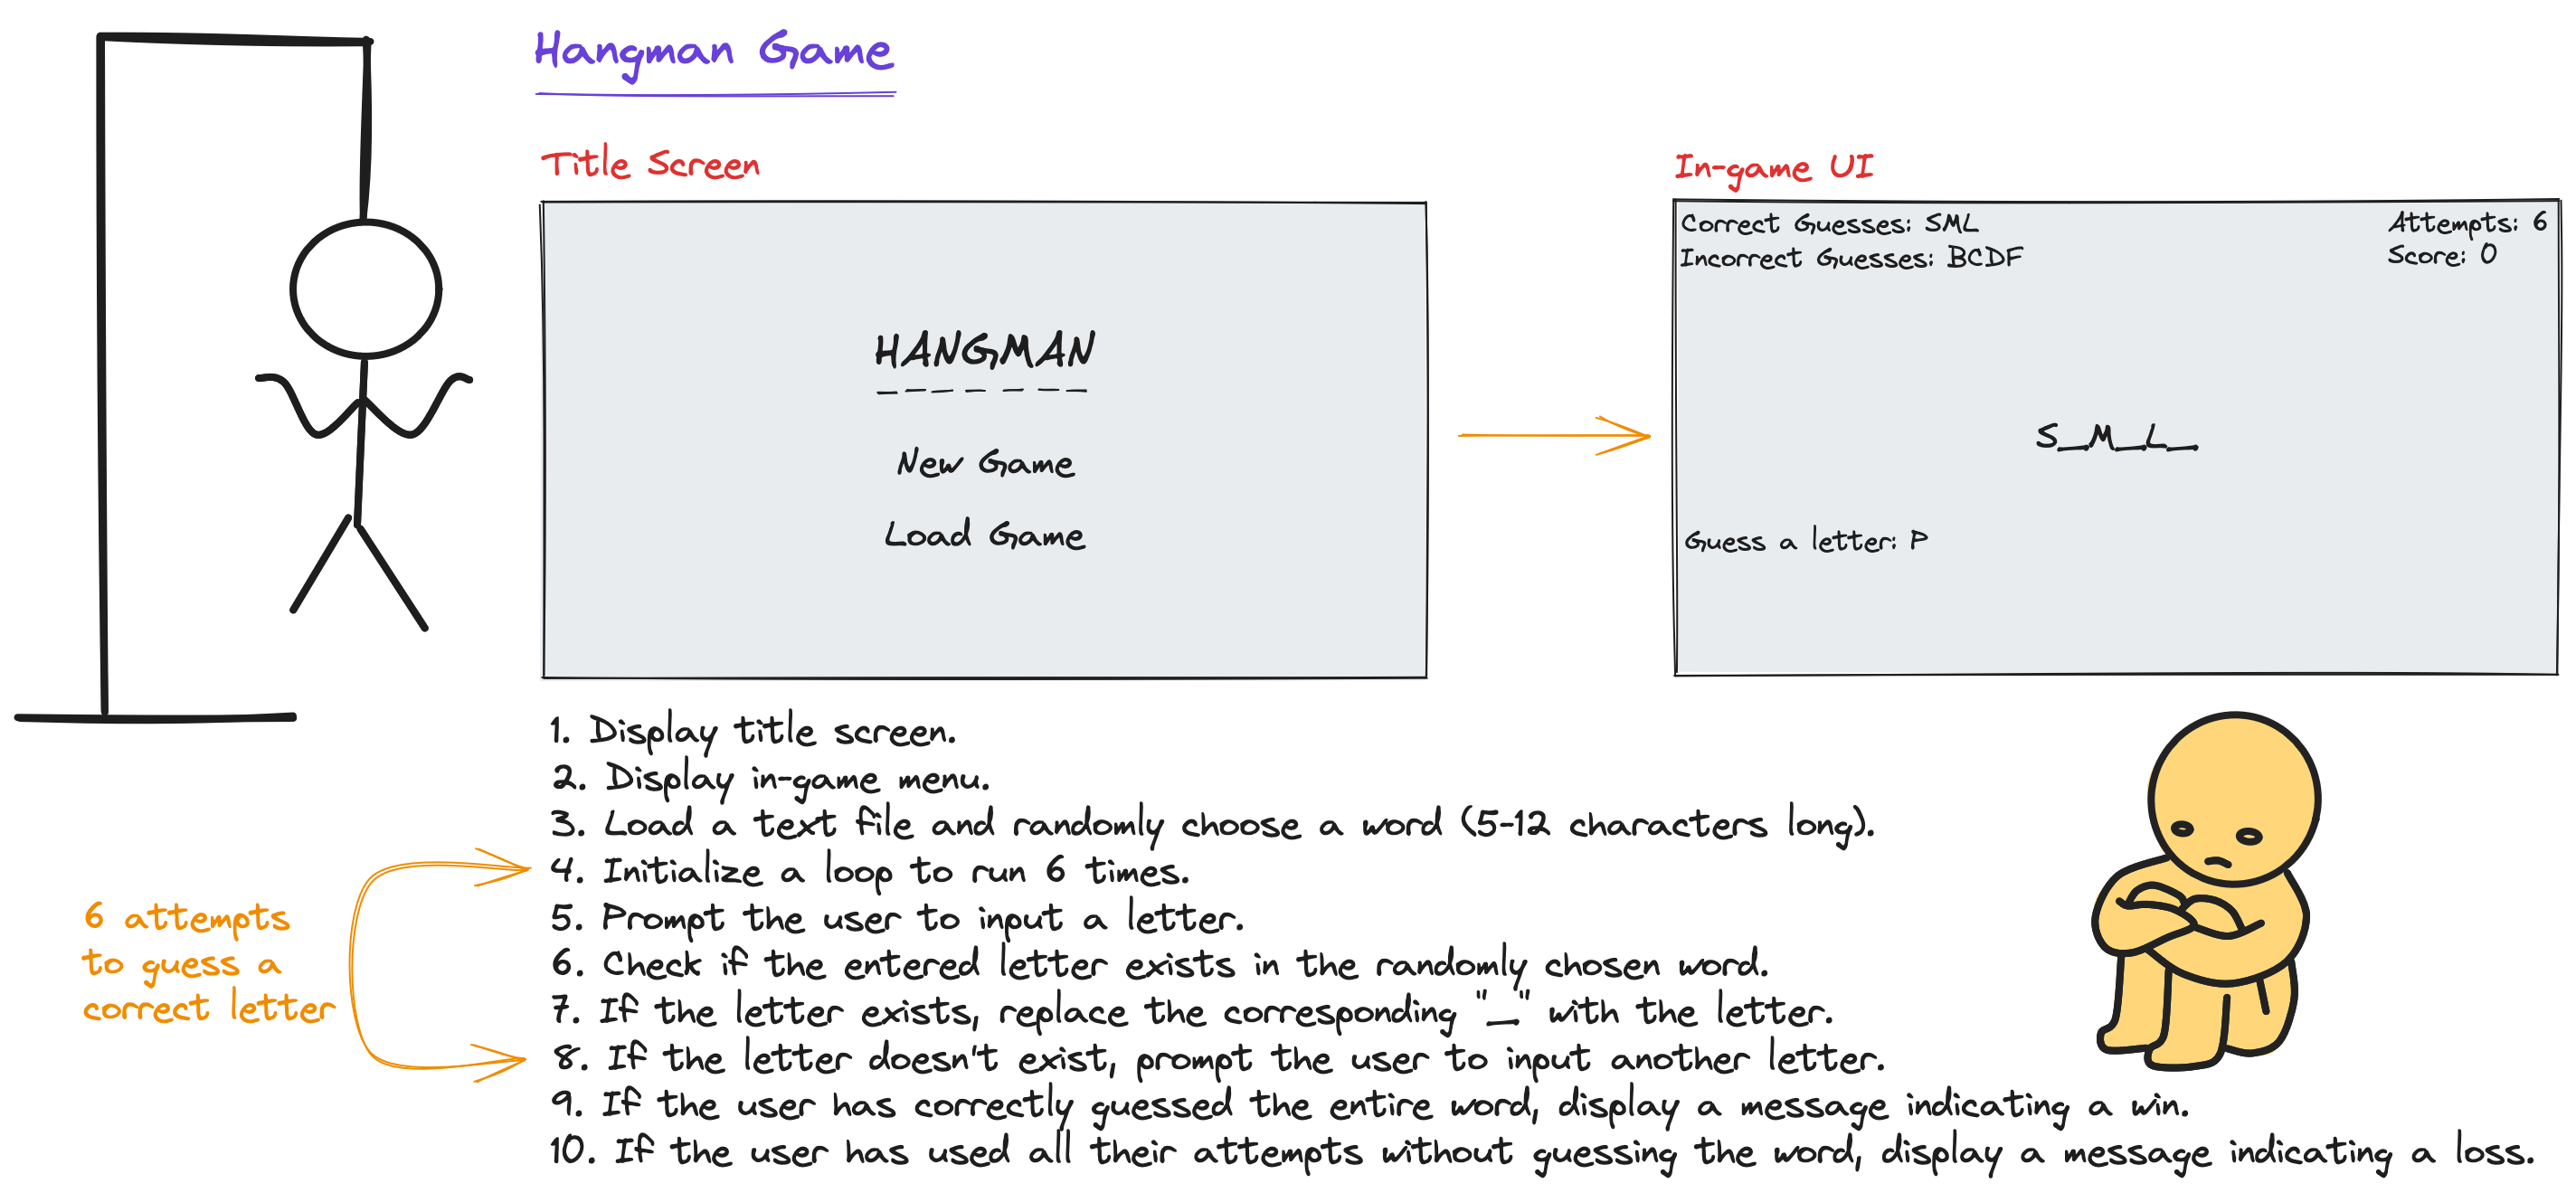 Hangman Game
Title Screen
HANGMAN
_ _ _ _ _ _ _
New Game
Load Game
In-game UI
Correct Guesses: SML
Attempts: 6
Incorrect Guesses: BCDF
Score: 0
S_M_L_
Guess a letter: P
1. Display title screen.
2. Display in-game menu.
3. Load a text file and randomly choose a word (5-12 characters long).
4. Initialize a loop to run 6 times.
5. Prompt the user to input a letter.
6. Check if the entered letter exists in the randomly chosen word.
7. If the letter exists, replace the corresponding "_" with the letter.
8. If the letter doesn't exist, prompt the user to input another letter.
9. If the user has correctly guessed the entire word, display a message indicating a win.
10. If the user has used all their attempts without guessing the word, display a message indicating a loss.
6 attempts
to guess a
correct letter